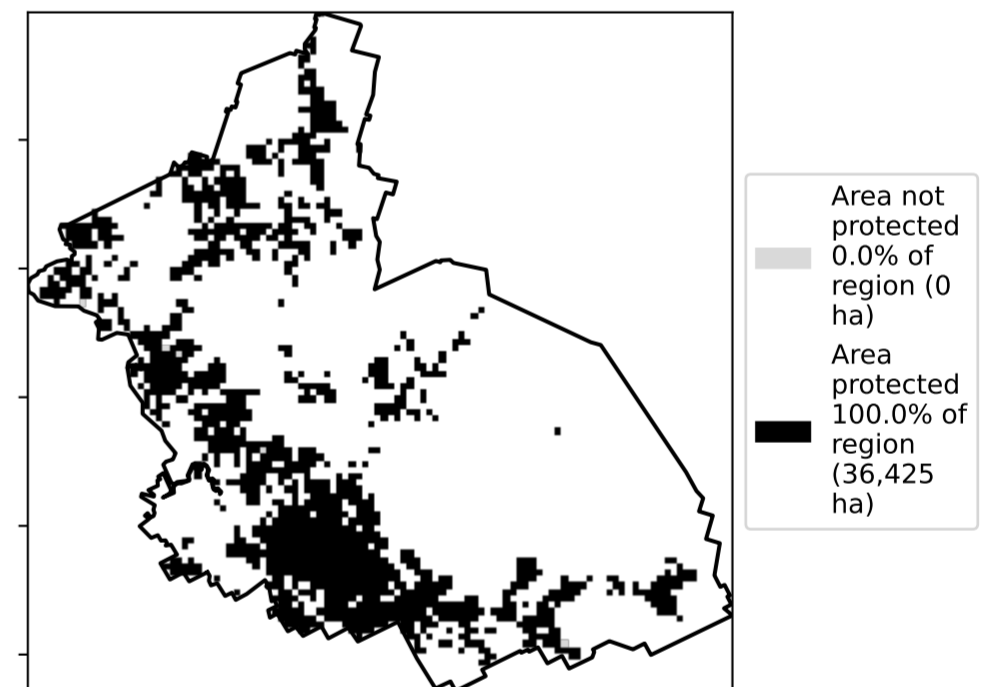 Area not
protected
0.0% of
region (0
ha)
Area
protected
100.0% of
region
(36,425
ha)